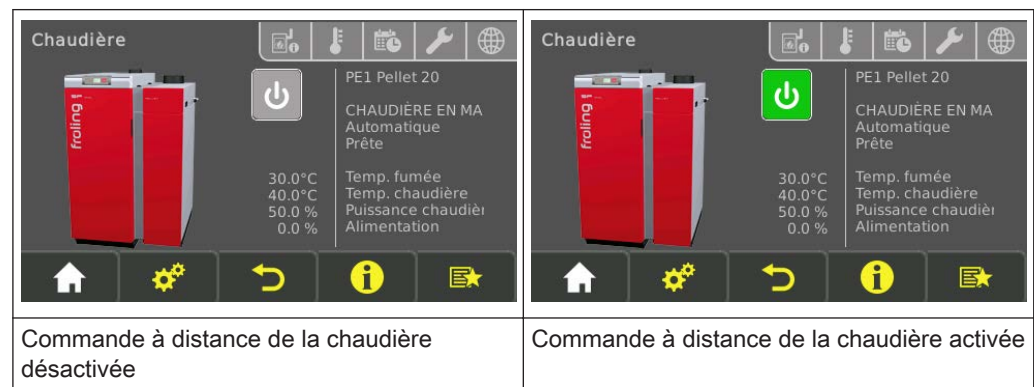 Chaudière
froling
PE1 Pellet 20
CHAUDIÈRE EN MA
Automatique
Prête
30.0°C Temp. fumée
40.0°C Temp. chaudière
50.0 % Puissance chaudièr
0.0 % Alimentation
Commande à distance de la chaudière
désactivée
Chaudière
froling
PE1 Pellet 20
CHAUDIÈRE EN MA
Automatique
Prête
30.0°C Temp. fumée
40.0°C Temp. chaudière
50.0 % Puissance chaudièr
0.0 % Alimentation
Commande à distance de la chaudière activée